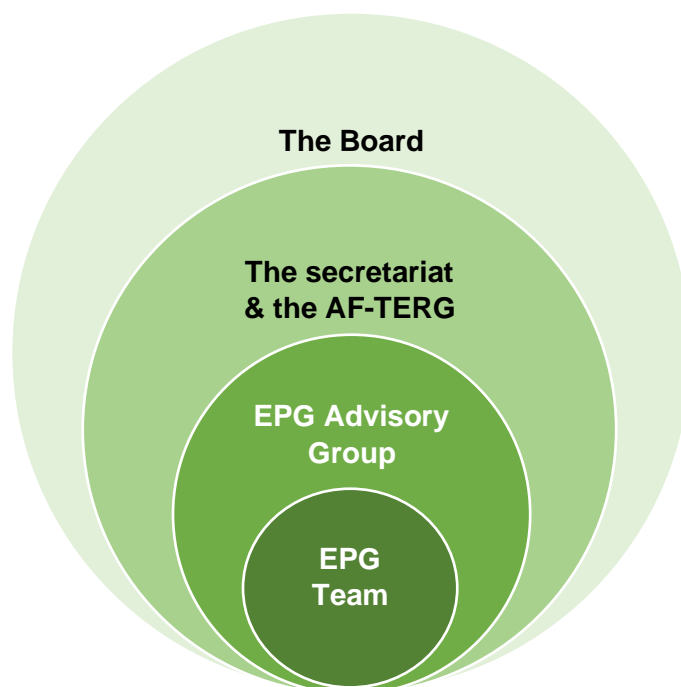 The Board
The secretariat
& the AF-TERG
EPG Advisory
Group
EPG
Team